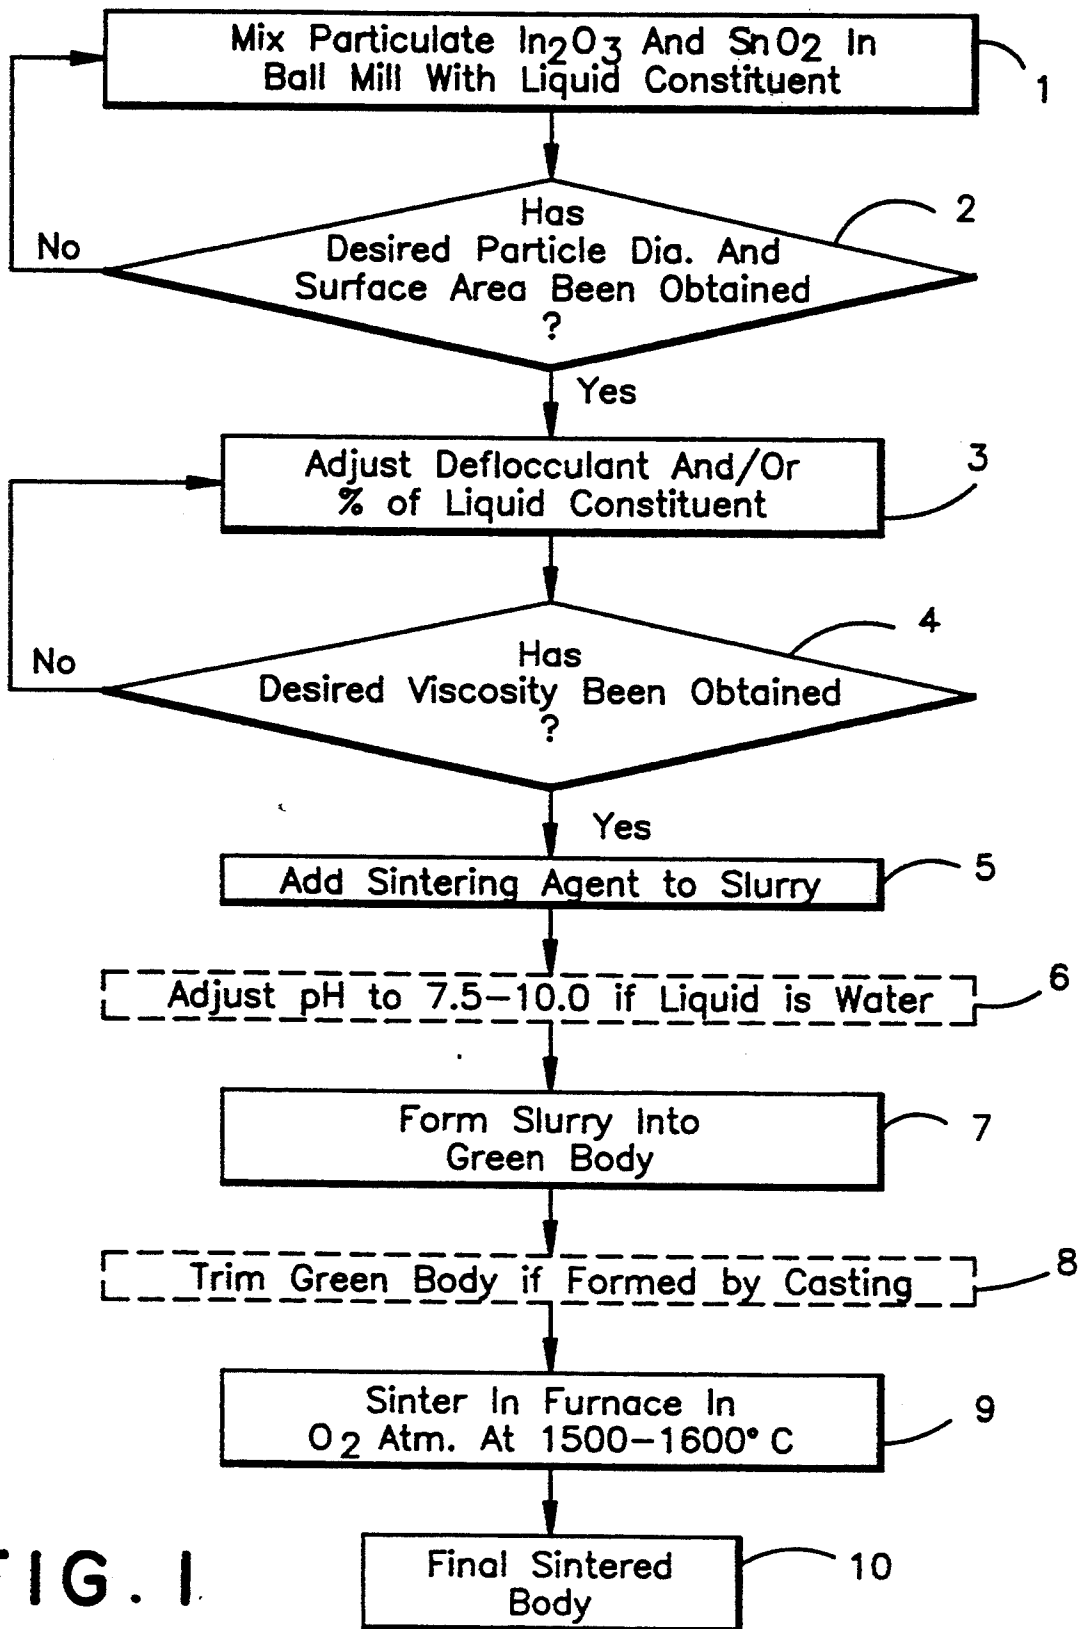 Mix Particulate In2O3 And SnO2 In
Ball Mill With Liquid Constituent
1
Has
Desired Particle Dia. And
Surface Area Been Obtained
?
2
No
Yes
Adjust Deflocculant And/Or
% of Liquid Constituent
3
Has
Desired Viscosity Been Obtained
?
4
No
Yes
Add Sintering Agent to Slurry
5
Adjust pH to 7.5-10.0 if Liquid is Water
6
Form Slurry Into
Green Body
7
Trim Green Body if Formed by Casting
8
Sinter In Furnace In
O2 Atm. At 1500-1600° C
9
Final Sintered
Body
10
FIG. 1